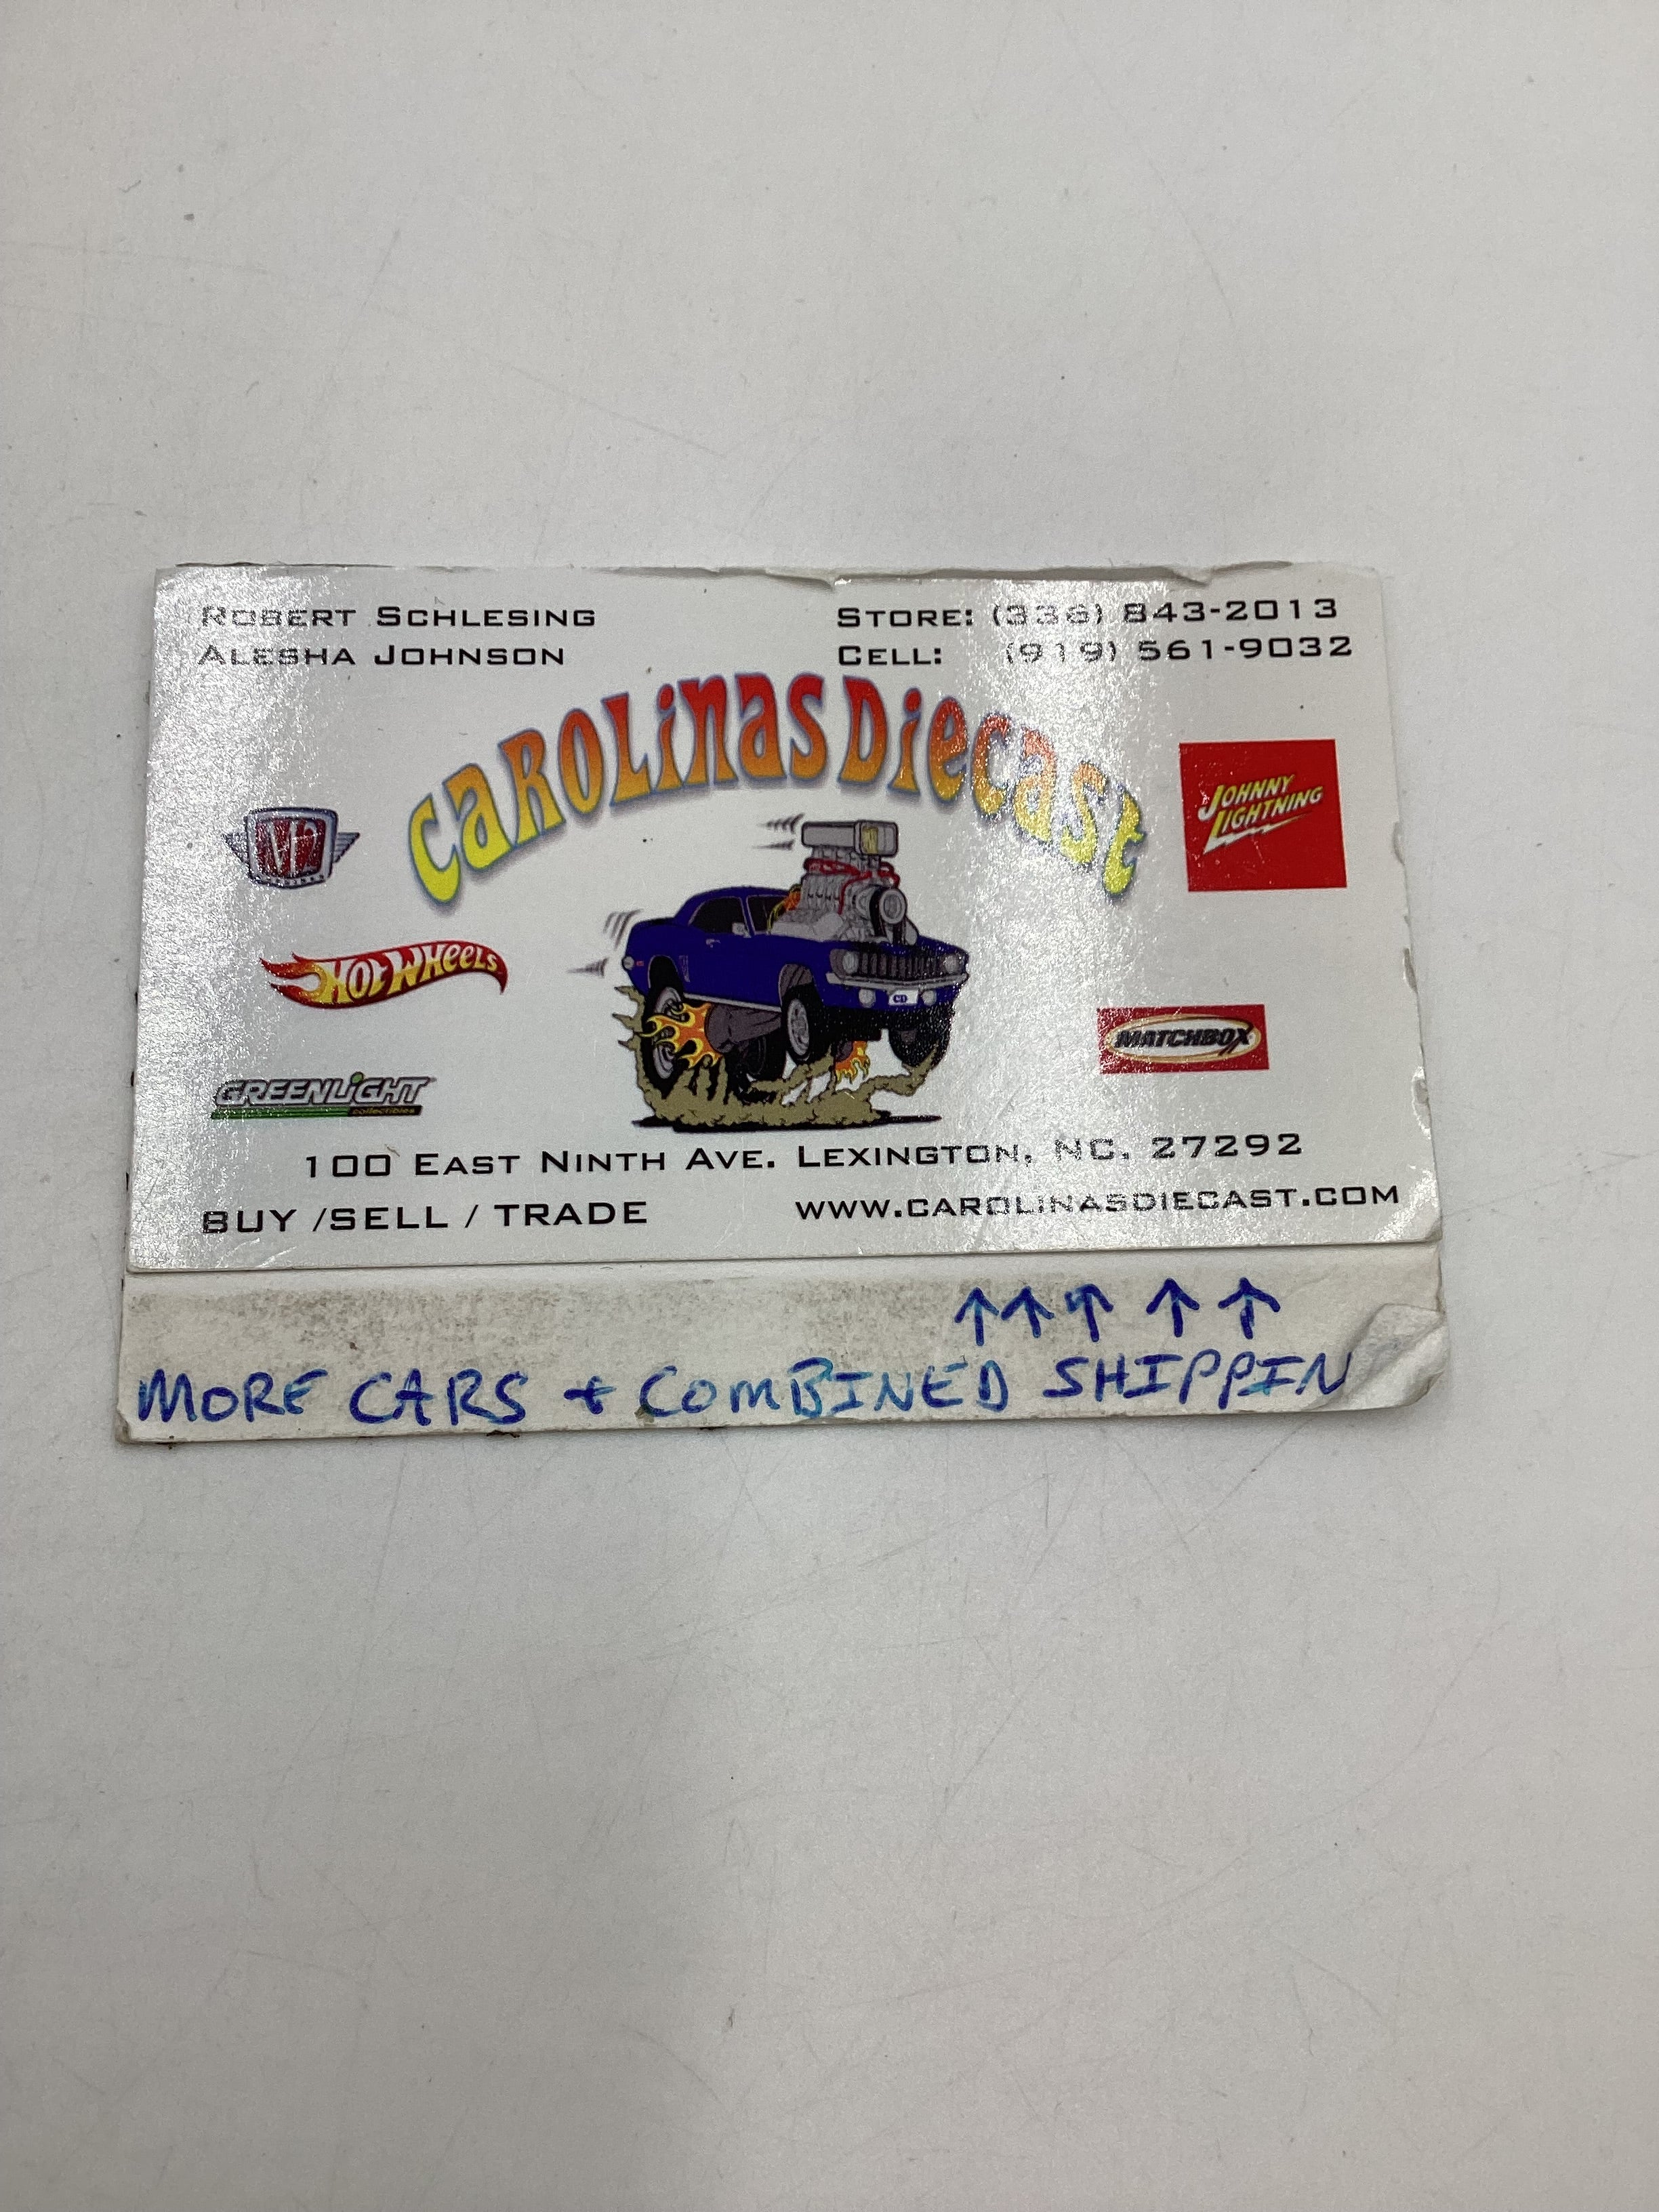 ROBERT SCHLESING
ALESHA JOHNSON
STORE: (336) 843-2013
CELL: (919) 561-9032
CAROLINAS DIECAST
M2
MACHINES
JOHNNY
LIGHTNING
HOT WHEELS
CD
MATCHBOX
GREENLIGHT
collectibles
100 EAST NINTH AVE. LEXINGTON, NC. 27292
BUY /SELL / TRADE
WWW.CAROLINASDIECAST.COM
↑ ↑ ↑ ↑ ↑
MORE CARS + COMBINED SHIPPIN